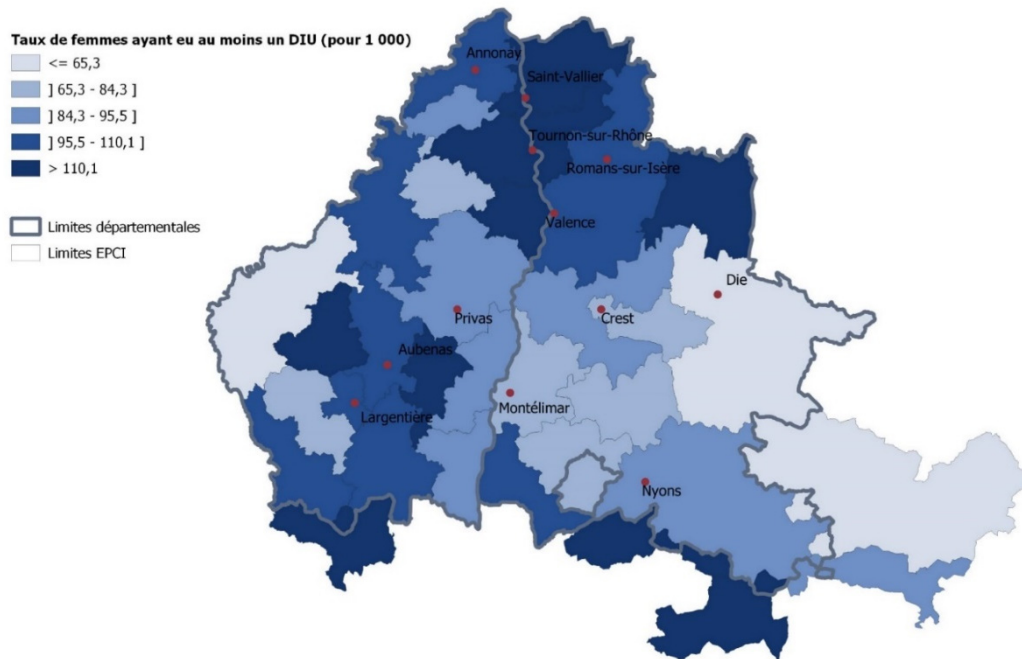 Taux de femmes ayant eu au moins un DIU (pour 1 000)
<= 65,3
] 65,3 - 84,3 ]
] 84,3 - 95,5 ]
] 95,5 - 110,1 ]
> 110,1
Limites départementales
Limites EPCI
Annonay
Saint-Vallier
Tournon-sur-Rhône
Romans-sur-Isère
Valence
Die
Privas
Crest
Aubenas
Largentière
Montélimar
Nyons